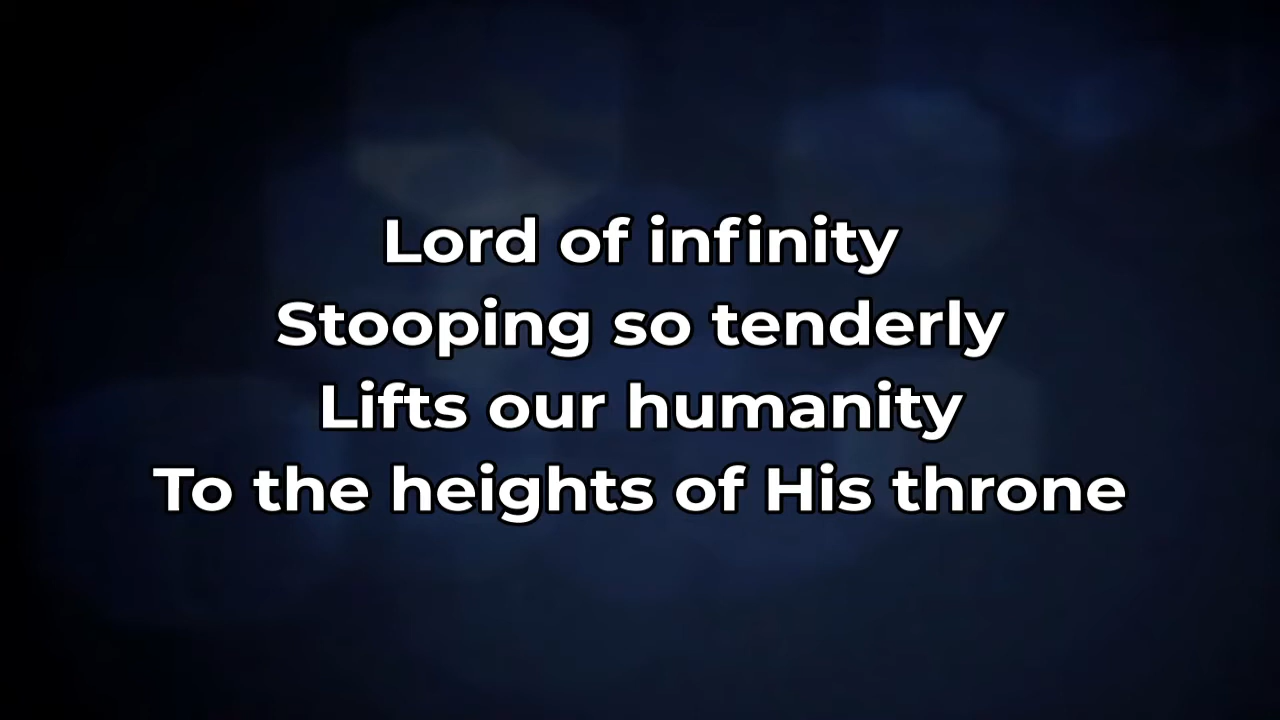 Lord of infinity
Stooping so tenderly
Lifts our humanity
To the heights of His throne